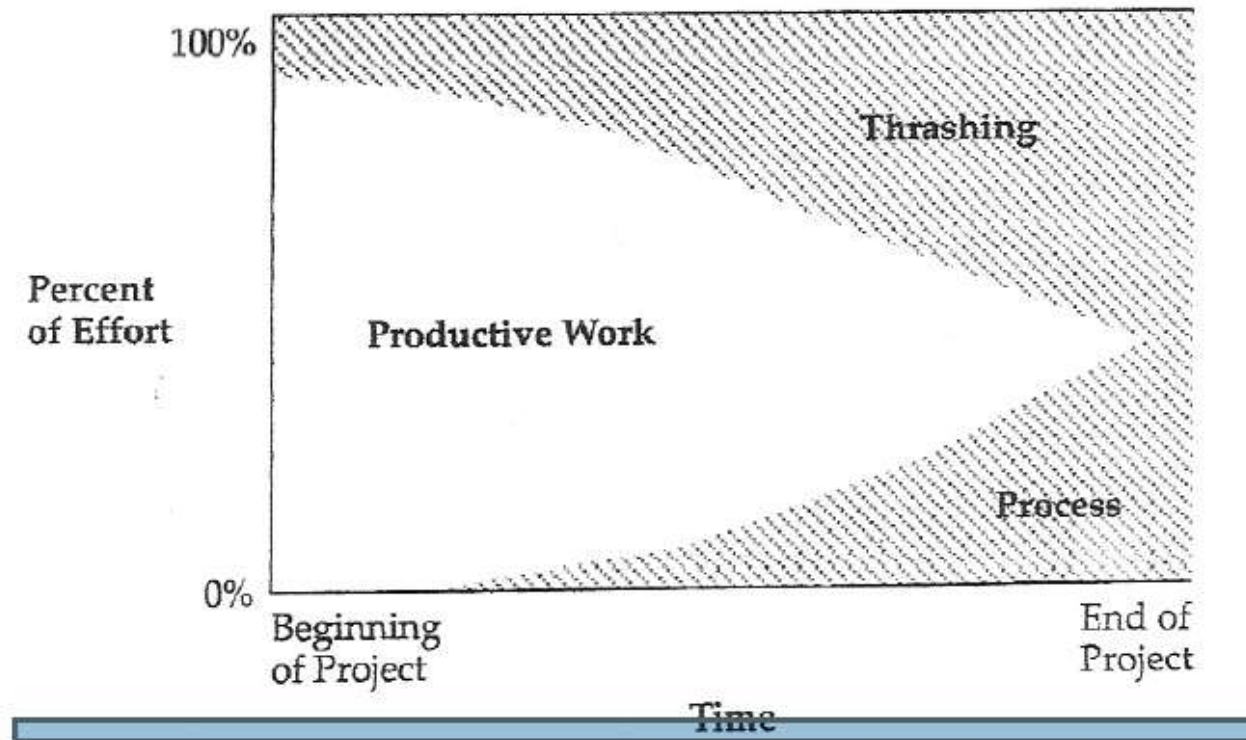 100%
Thrashing
Percent
of Effort
Productive Work
Process
0%
Beginning
of Project
End of
Project
Time